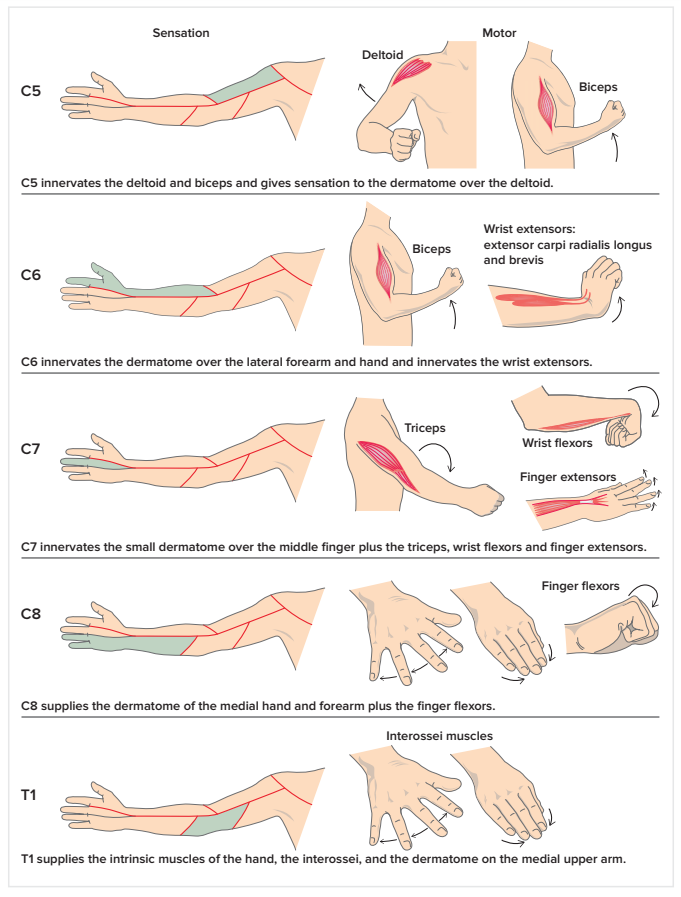 Sensation
Motor
C5
Deltoid
Biceps
C5 innervates the deltoid and biceps and gives sensation to the dermatome over the deltoid.
C6
Biceps
Wrist extensors:
extensor carpi radialis longus
and brevis
C6 innervates the dermatome over the lateral forearm and hand and innervates the wrist extensors.
C7
Triceps
Wrist flexors
Finger extensors
C7 innervates the small dermatome over the middle finger plus the triceps, wrist flexors and finger extensors.
C8
Finger flexors
C8 supplies the dermatome of the medial hand and forearm plus the finger flexors.
Interossei muscles
T1
T1 supplies the intrinsic muscles of the hand, the interossei, and the dermatome on the medial upper arm.